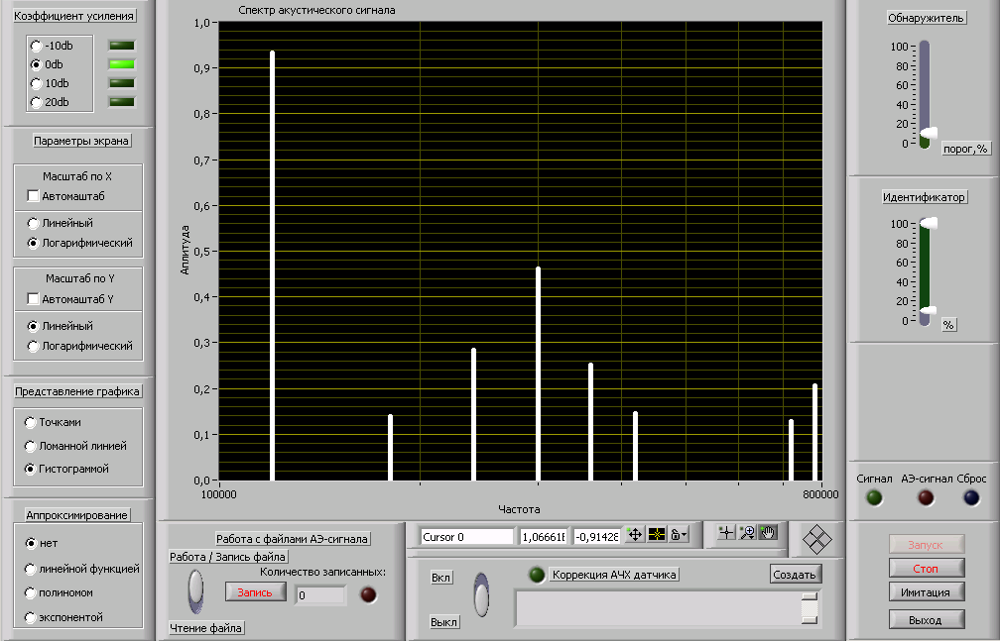 Коэффициент усиления
-10db
0db
10db
20db
Параметры экрана
Масштаб по X
Автомаштаб
Линейный
Логарифмический
Масштаб по Y
Автомаштаб Y
Линейный
Логарифмический
Представление графика
Точками
Ломанной линией
Гистограммой
Аппроксимирование
нет
линейной функцией
полиномом
экспонентой
Спектр акустического сигнала
Аплитуда
1,0
0,9
0,8
0,7
0,6
0,5
0,4
0,3
0,2
0,1
0,0
100000
800000
Частота
Работа с файлами АЭ-сигнала
Работа / Запись файла
Количество записанных:
Запись
0
Чтение файла
Cursor 0
1,06661E
-0,91428
Вкл
Выкл
Коррекция АЧХ датчика
Создать
Обнаружитель
100
80
60
40
20
0
порог,%
Идентификатор
100
80
60
40
20
0
%
Сигнал АЭ-сигнал Сброс
Запуск
Стоп
Имитация
Выход